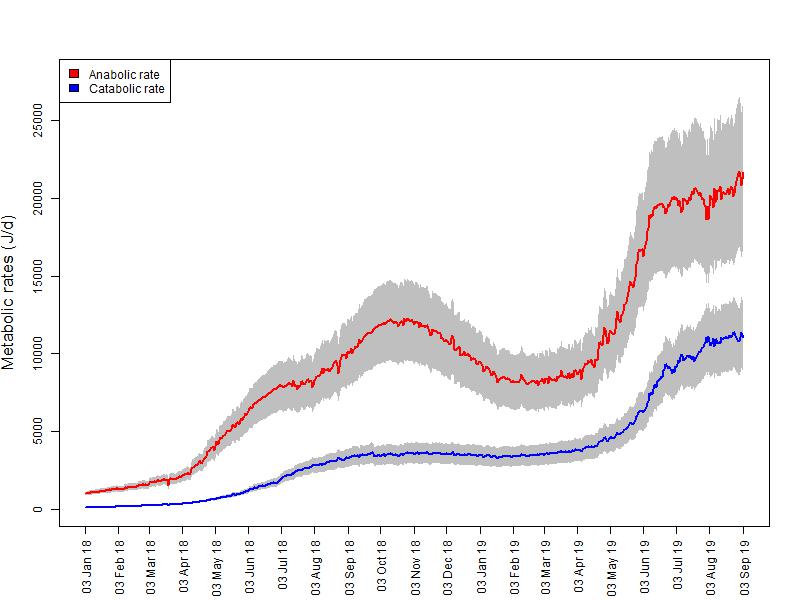 Anabolic rate
Catabolic rate
Metabolic rates (J/d)
25000
20000
15000
10000
5000
0
03 Jan 18
03 Feb 18
03 Mar 18
03 Apr 18
03 May 18
03 Jun 18
03 Jul 18
03 Aug 18
03 Sep 18
03 Oct 18
03 Nov 18
03 Dec 18
03 Jan 19
03 Feb 19
03 Mar 19
03 Apr 19
03 May 19
03 Jun 19
03 Jul 19
03 Aug 19
03 Sep 19